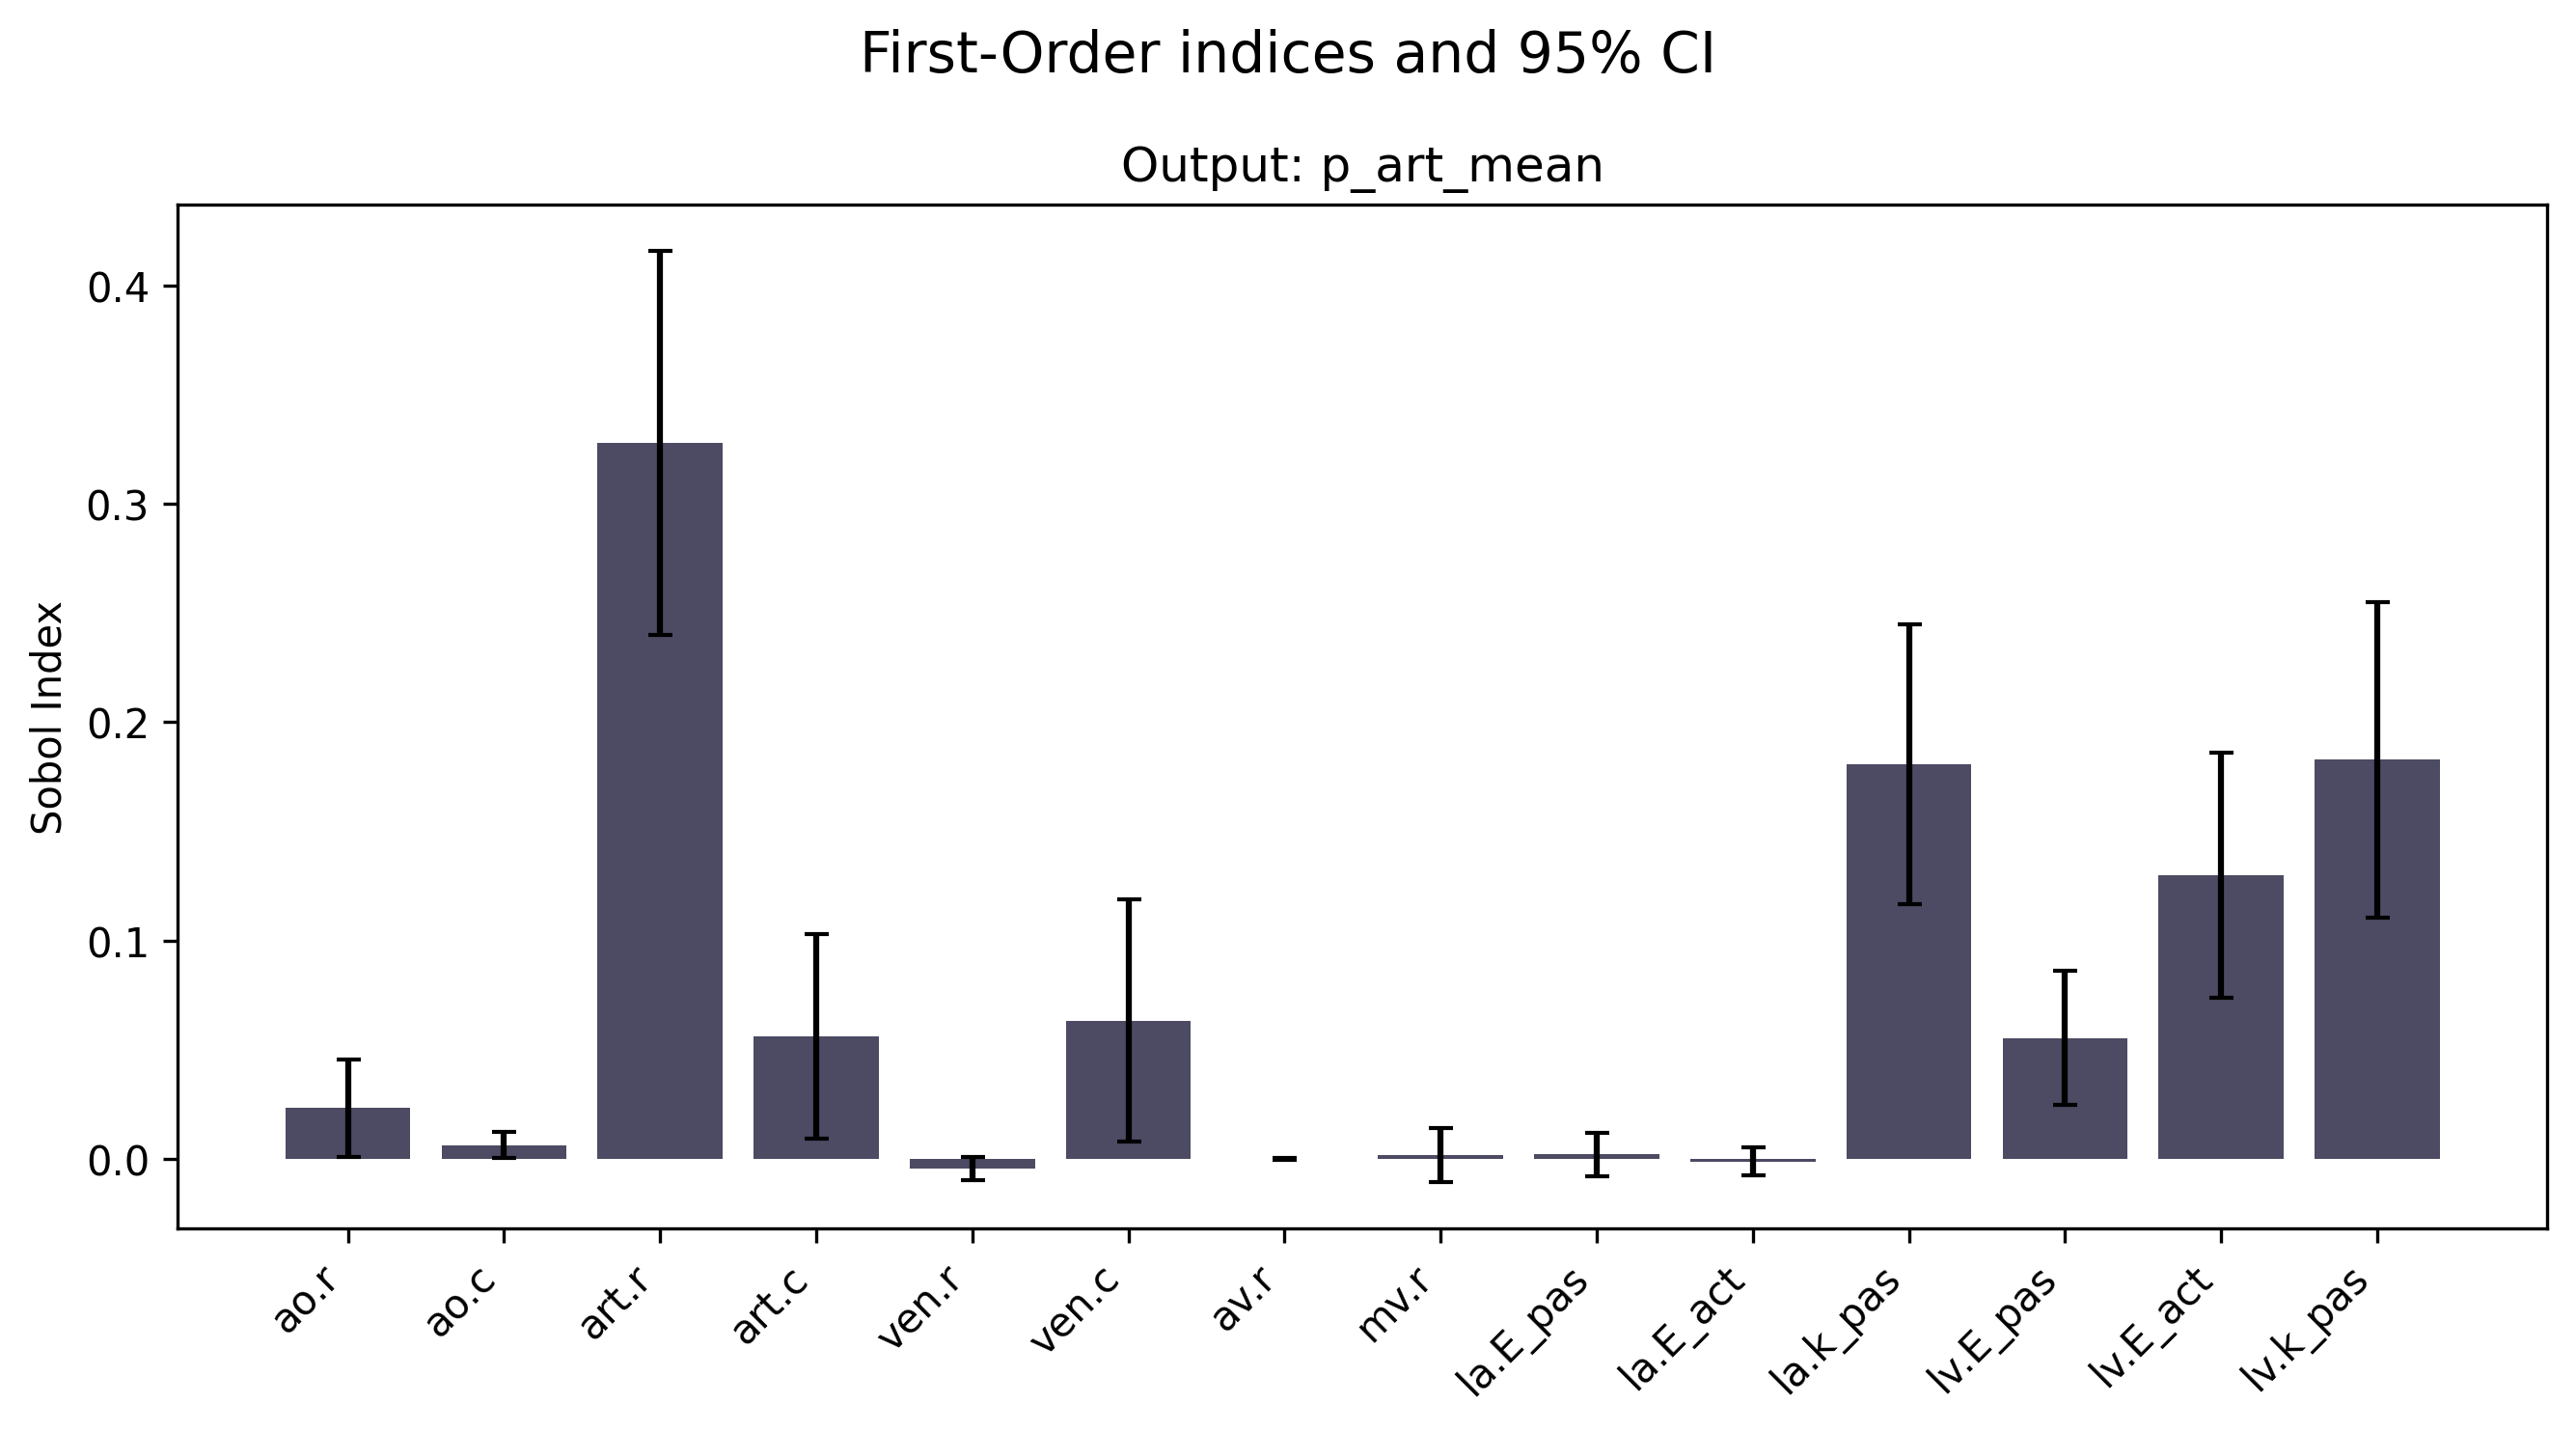 First-Order indices and 95% CI
Output: p_art_mean
Sobol Index
0.4
0.3
0.2
0.1
0.0
ao.r
ao.c
art.r
art.c
ven.r
ven.c
av.r
mv.r
la.E_pas
la.E_act
la.k_pas
lv.E_pas
lv.E_act
lv.k_pas